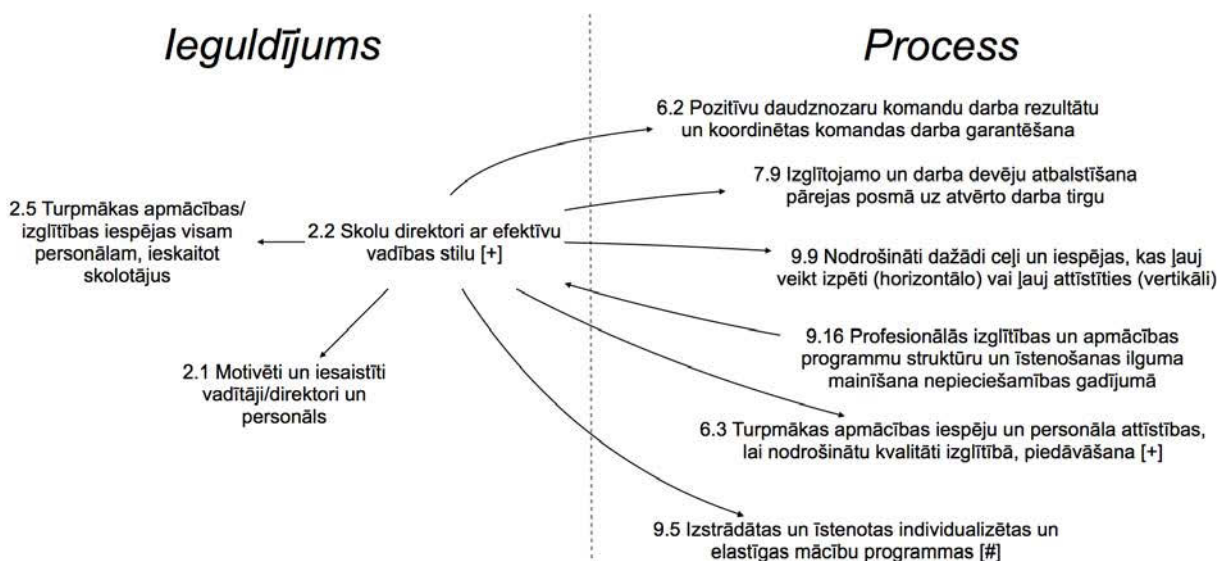 Ieguldījums
Process
2.5 Turpmākas apmācības/
izglītības iespējas visam
personālam, ieskaitot
skolotājus
2.2 Skolu direktori ar efektīvu
vadības stilu [+]
2.1 Motivēti un iesaistīti
vadītāji/direktori un
personāls
6.2 Pozitīvu daudznozaru komandu darba rezultātu
un koordinētas komandas darba garantēšana
7.9 Izglītojamo un darba devēju atbalstīšana
pārejas posmā uz atvērto darba tirgu
9.9 Nodrošināti dažādi ceļi un iespējas, kas ļauj
veikt izpēti (horizontālo) vai ļauj attīstīties (vertikāli)
9.16 Profesionālās izglītības un apmācības
programmu struktūru un īstenošanas ilguma
mainīšana nepieciešamības gadījumā
6.3 Turpmākas apmācības iespēju un personāla attīstības,
lai nodrošinātu kvalitāti izglītībā, piedāvāšana [+]
9.5 Izstrādātas un īstenotas individualizētas un
elastīgas mācību programmas [#]